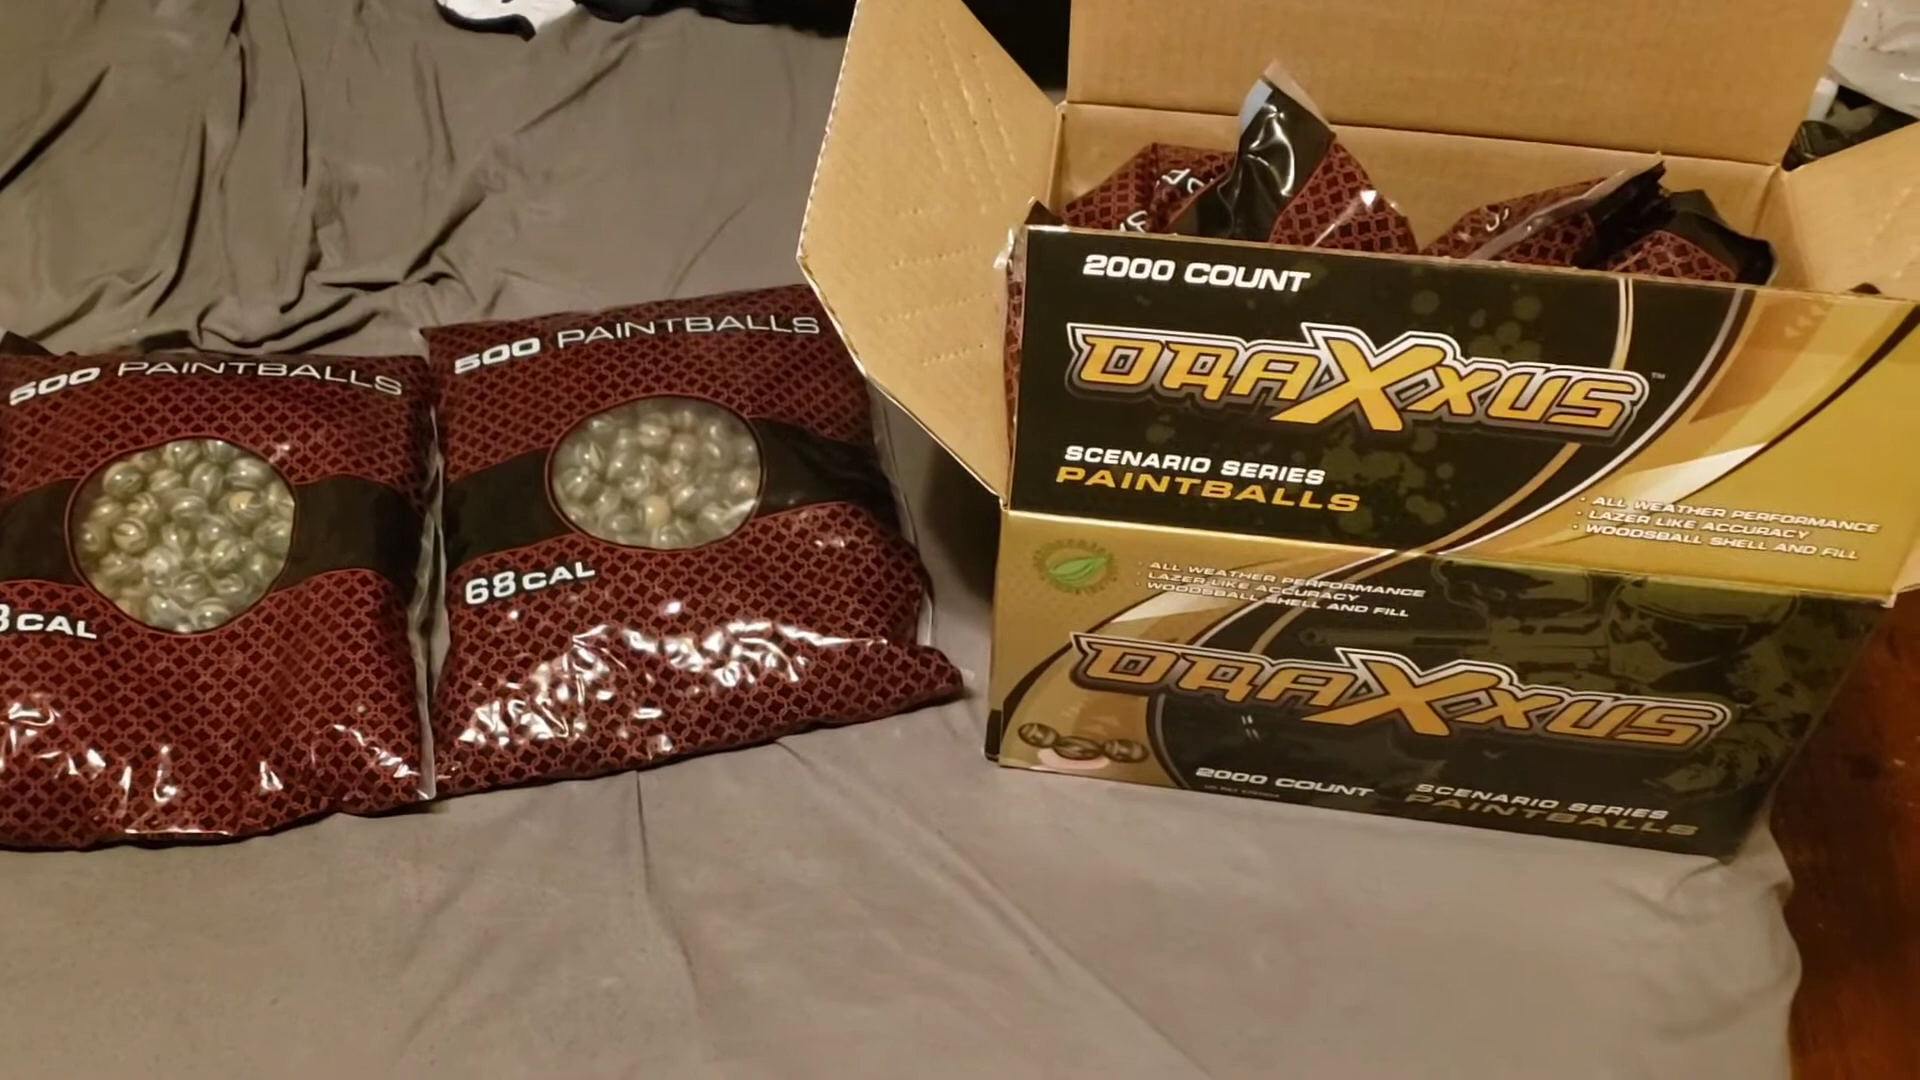 500 PAINTBALLS
CAL
500 PAINTBALLS
68 CAL
2000 COUNT
DRAXXUS™
SCENARIO SERIES
PAINTBALLS
• ALL WEATHER PERFORMANCE
• LAZER LIKE ACCURACY
• WOODSBALL SHELL AND FILL
• ALL WEATHER PERFORMANCE
• LAZER LIKE ACCURACY
• WOODSBALL SHELL AND FILL
DRAXXUS
2000 COUNT
SCENARIO SERIES
PAINTBALLS